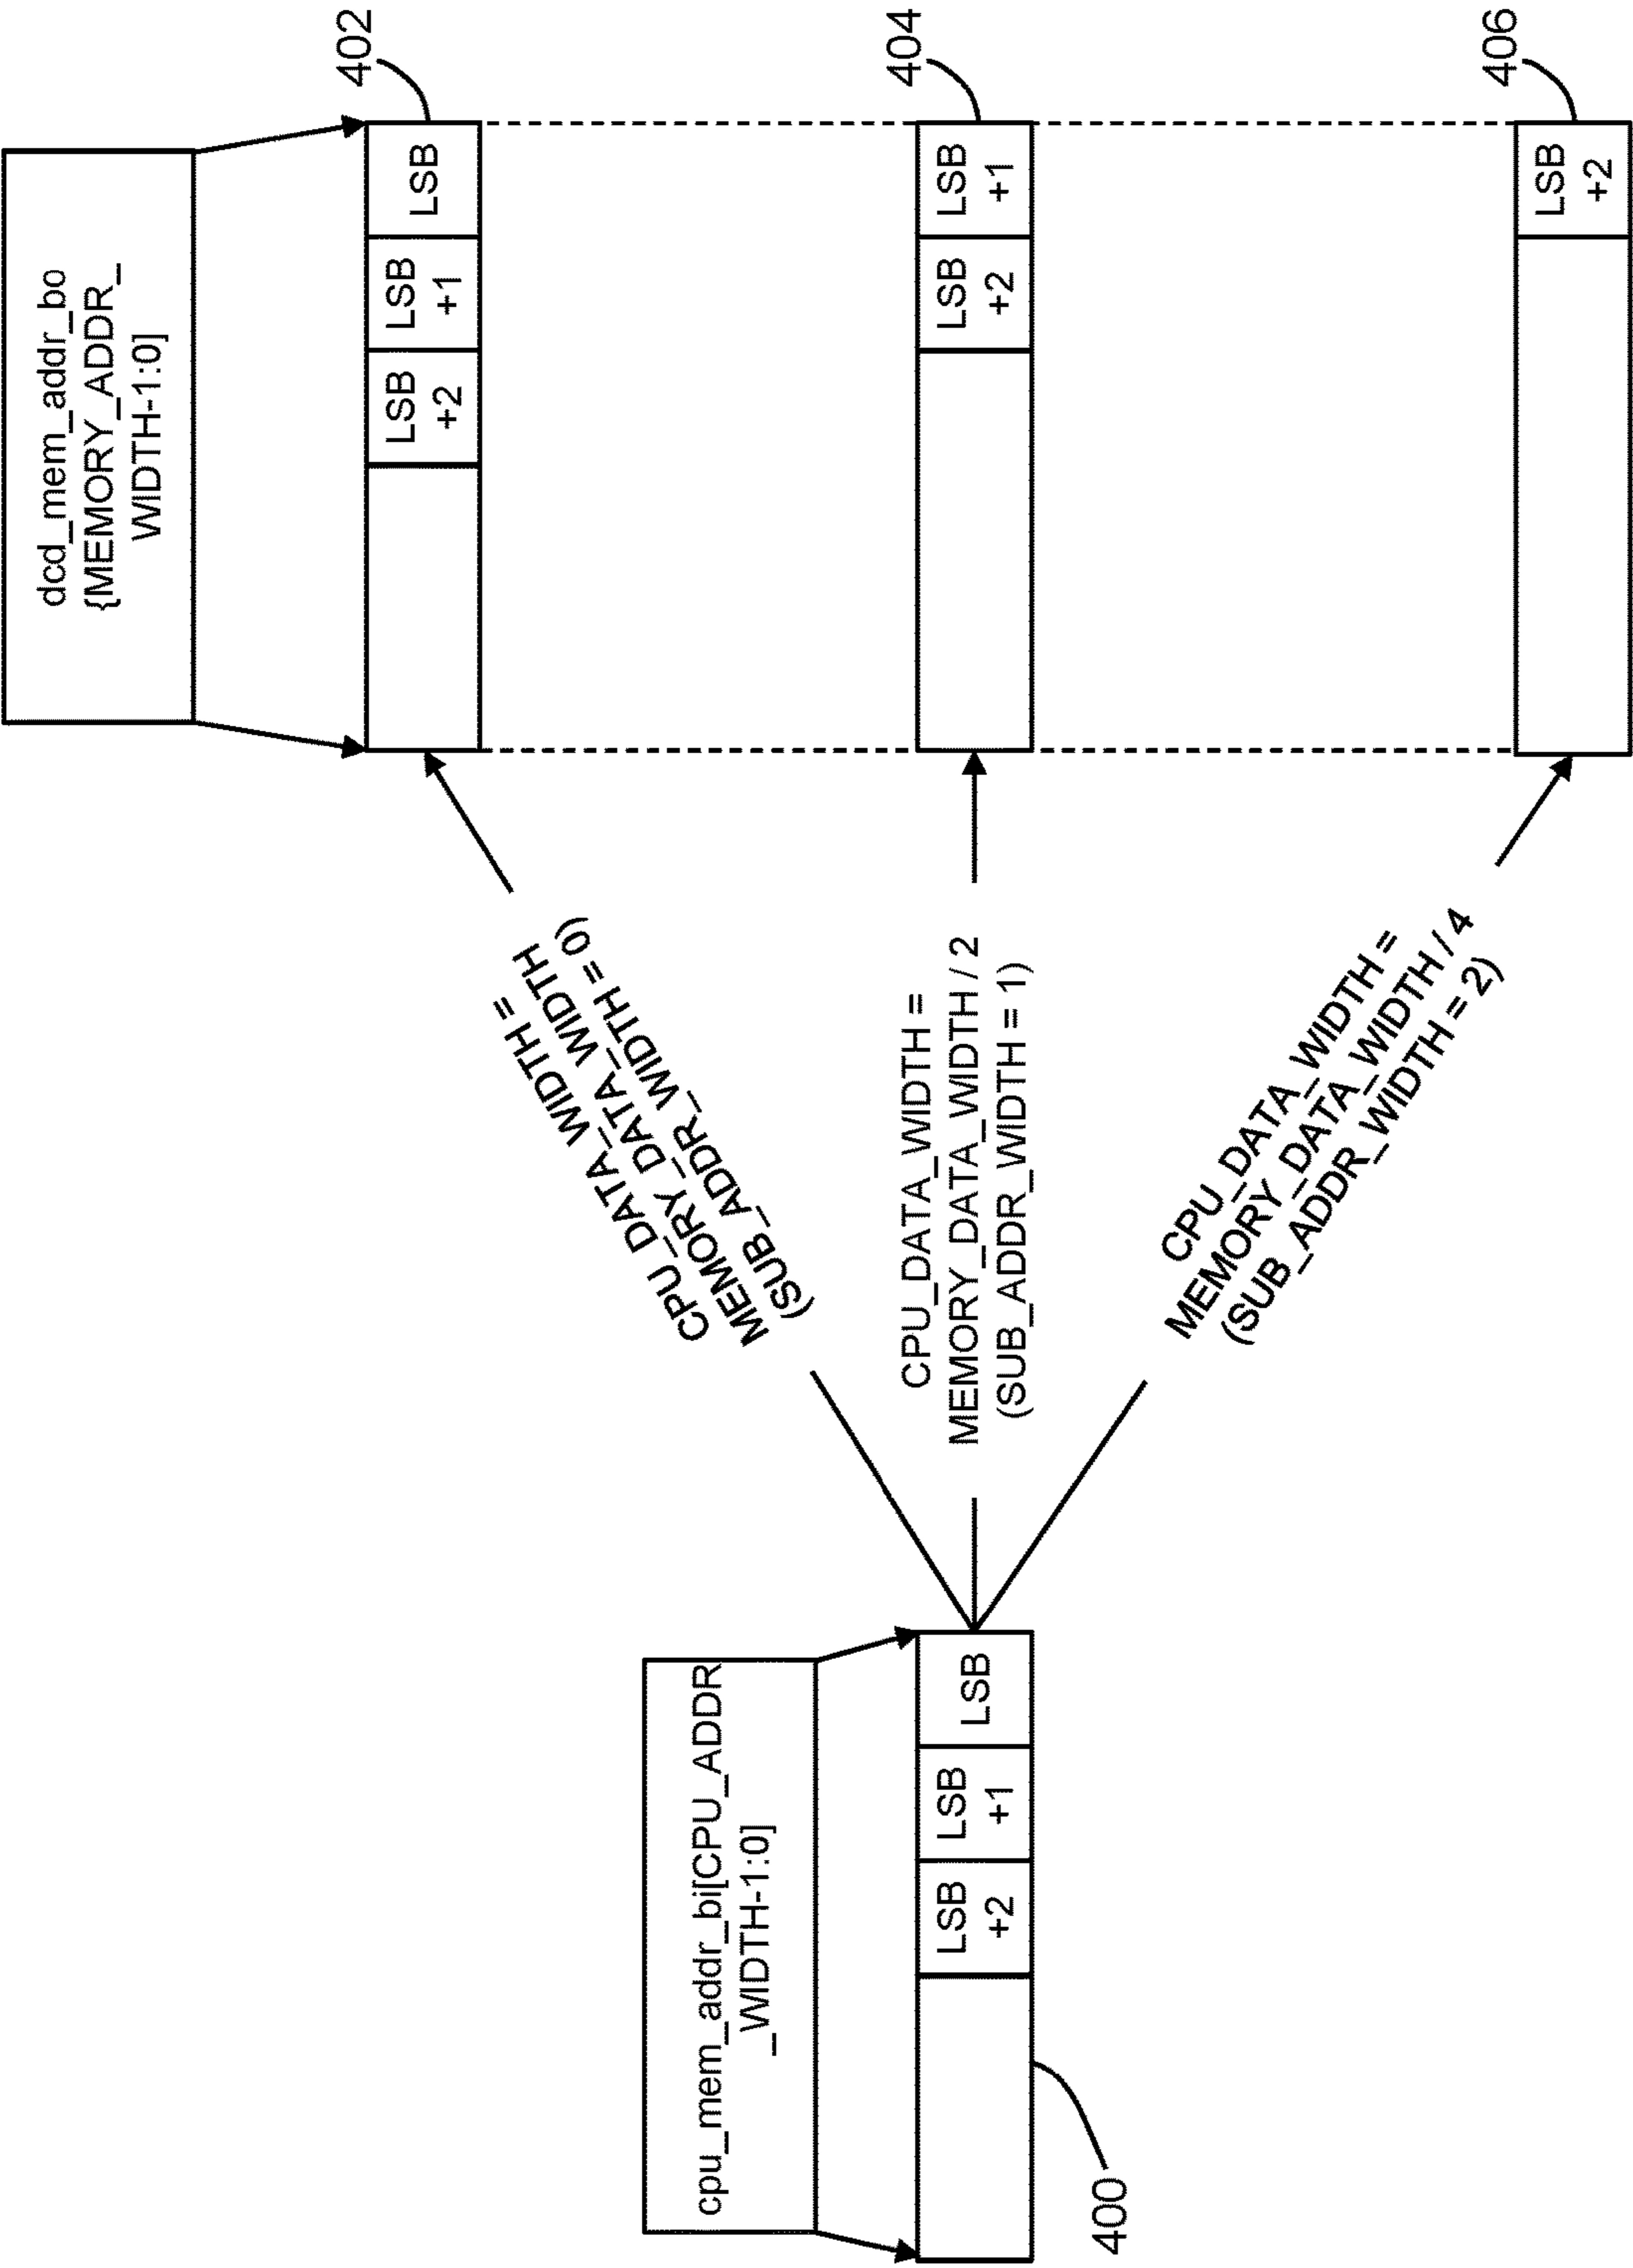 dcd_mem_addr_bo
{MEMORY_ADDR_
WIDTH-1:0]
402
LSB
+2
LSB
+1
LSB
CPU_DATA_WIDTH =
MEMORY_DATA_WIDTH
(SUB_ADDR_WIDTH = 0)
cpu_mem_addr_bi[CPU_ADDR
_WIDTH-1:0]
400
LSB
+2
LSB
+1
LSB
CPU_DATA_WIDTH =
MEMORY_DATA_WIDTH / 2
(SUB_ADDR_WIDTH = 1)
404
LSB
+2
LSB
+1
CPU_DATA_WIDTH =
MEMORY_DATA_WIDTH / 4
(SUB_ADDR_WIDTH = 2)
406
LSB
+2